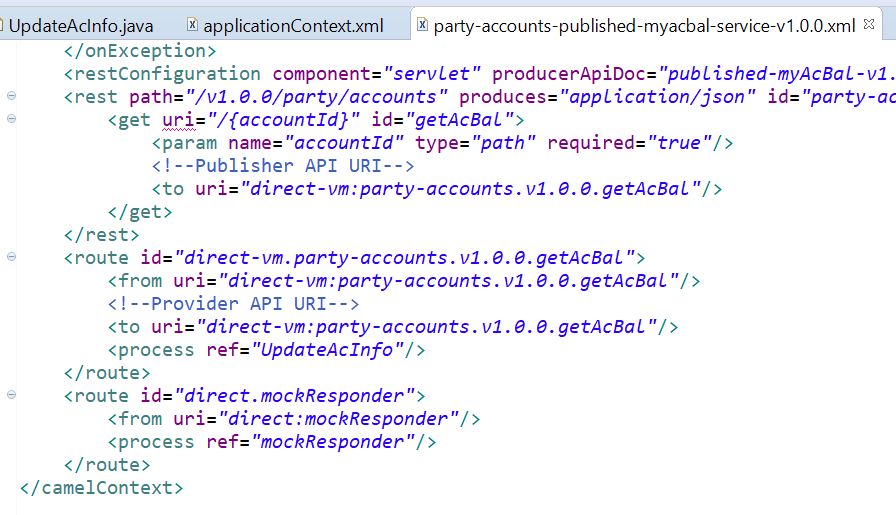 UpdateAcInfo.java applicationContext.xml party-accounts-published-myacbal-service-v1.0.0.xml
</onException>
<restConfiguration component="servlet" producerApiDoc="published-myAcBal-v1.
<rest path="/v1.0.0/party/accounts" produces="application/json" id="party-ac
<get uri="/{accountId}" id="getAcBal">
<param name="accountId" type="path" required="true"/>
<!--Publisher API URI-->
<to uri="direct-vm:party-accounts.v1.0.0.getAcBal"/>
</get>
</rest>
<route id="direct-vm.party-accounts.v1.0.0.getAcBal">
<from uri="direct-vm:party-accounts.v1.0.0.getAcBal"/>
<!--Provider API URI-->
<to uri="direct-vm:party-accounts.v1.0.0.getAcBal"/>
<process ref="UpdateAcInfo"/>
</route>
<route id="direct.mockResponder">
<from uri="direct:mockResponder"/>
<process ref="mockResponder"/>
</route>
</camelContext>